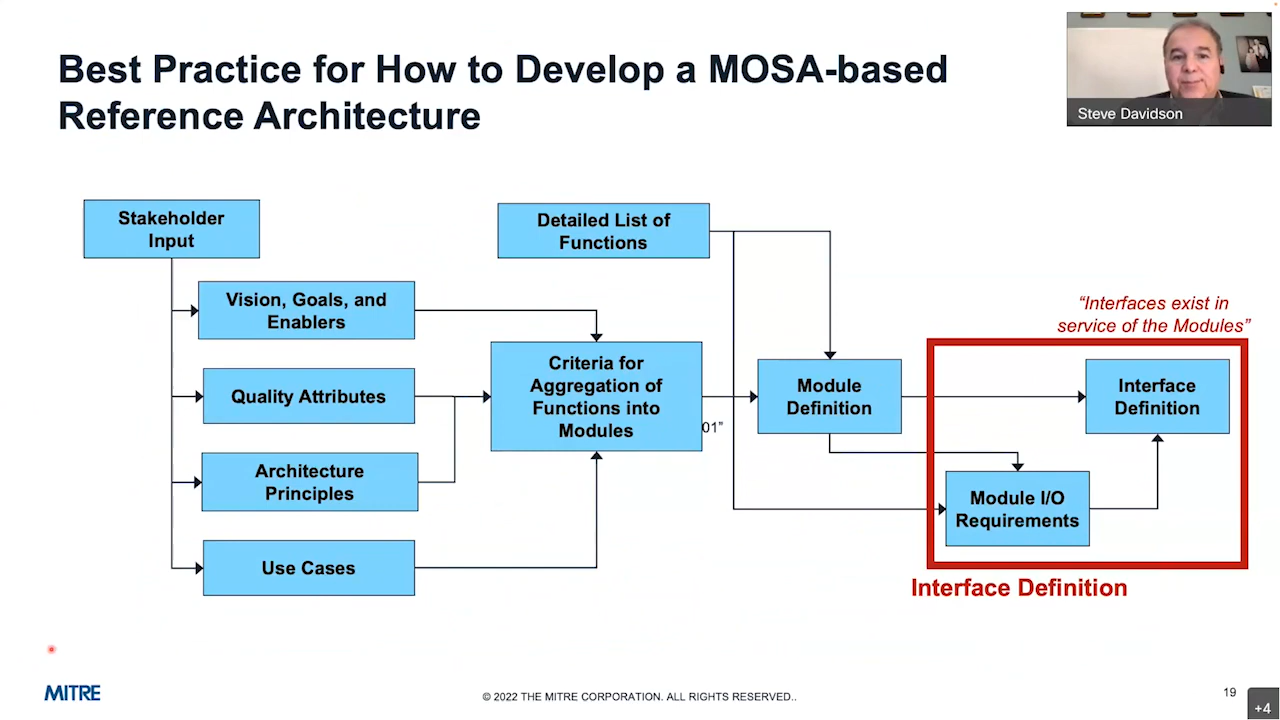 Best Practice for How to Develop a MOSA-based
Reference Architecture
Steve Davidson
Stakeholder
Input
Detailed List of
Functions
Vision, Goals, and
Enablers
Quality Attributes
Architecture
Principles
Use Cases
Criteria for
Aggregation of
Functions into
Modules
01”
Module
Definition
“Interfaces exist in
service of the Modules”
Interface
Definition
Module I/O
Requirements
Interface Definition
MITRE
© 2022 THE MITRE CORPORATION. ALL RIGHTS RESERVED..
19
+4